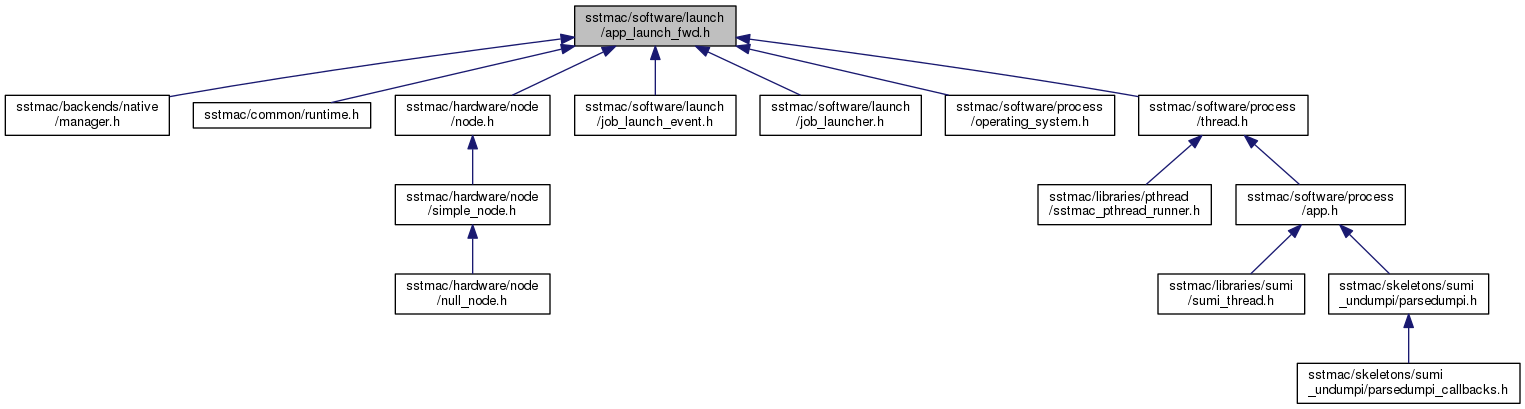 sstmac/software/launch
/app_launch_fwd.h
sstmac/backends/native
/manager.h
sstmac/common/runtime.h
sstmac/hardware/node
/node.h
sstmac/software/launch
/job_launch_event.h
sstmac/software/launch
/job_launcher.h
sstmac/software/process
/operating_system.h
sstmac/software/process
/thread.h
sstmac/hardware/node
/simple_node.h
sstmac/libraries/pthread
/sstmac_pthread_runner.h
sstmac/software/process
/app.h
sstmac/hardware/node
/null_node.h
sstmac/libraries/sumi
/sumi_thread.h
sstmac/skeletons/sumi
_undumpi/parsedumpi.h
sstmac/skeletons/sumi
_undumpi/parsedumpi_callbacks.h